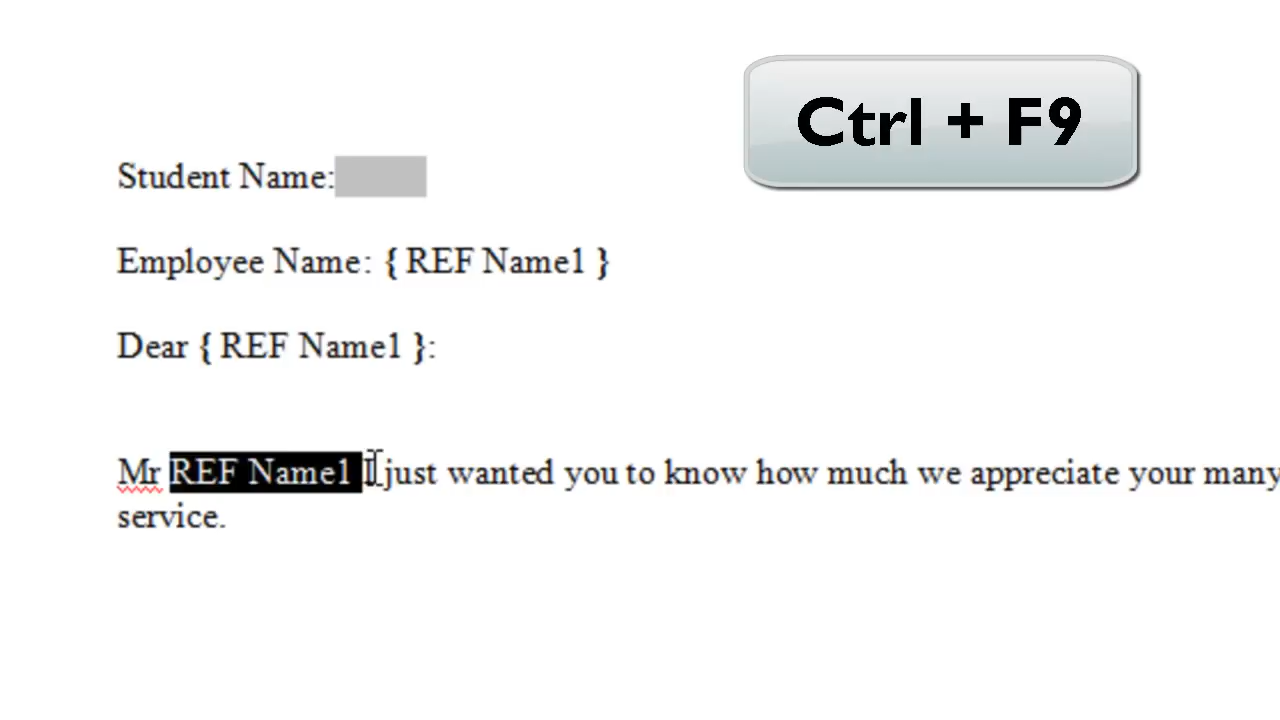 Ctrl + F9
Student Name:
Employee Name: { REF Name1 }
Dear { REF Name1 }:
Mr REF Name1 I just wanted you to know how much we appreciate your many
service.